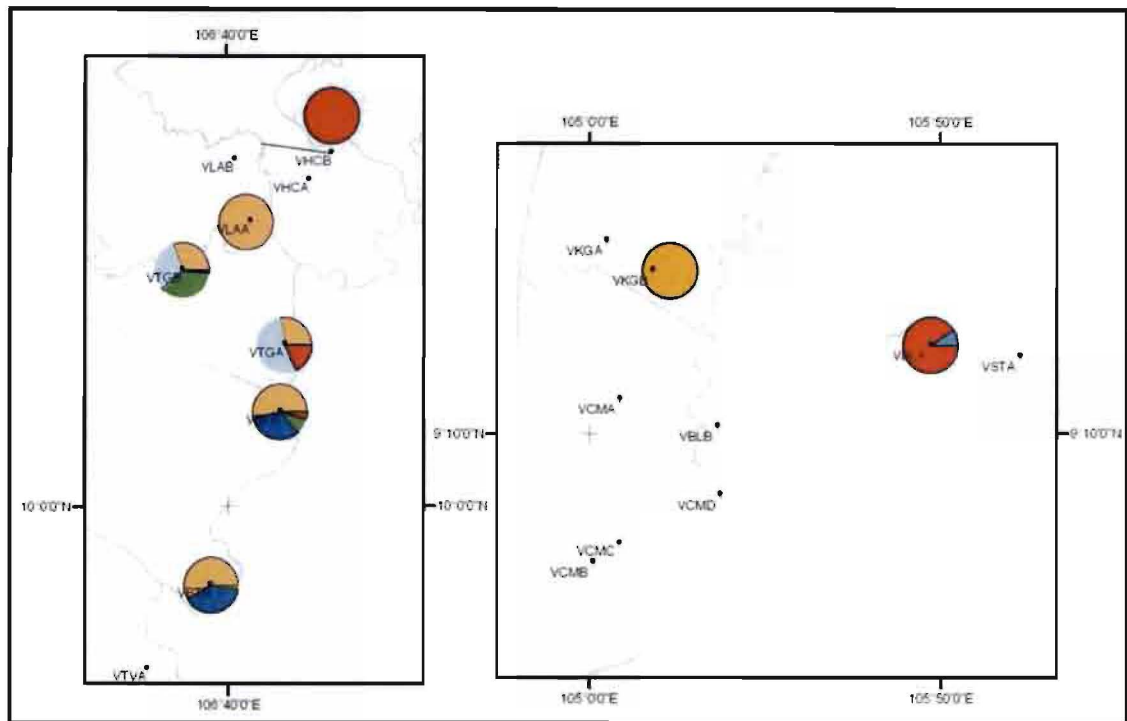 106°40'0"E
VHCB
VLAB
VHCA
VLAA
VTGB
VTGA
10°0'0"N
10°0'0"N
VTVA
106°40'0"E
105°0'0"E
105°50'0"E
VKGA
VKGB
VSTA
VCMA
9°10'0"N
VBLB
9°10'0"N
VCMD
VCMC
VCMB
105°0'0"E
105°50'0"E